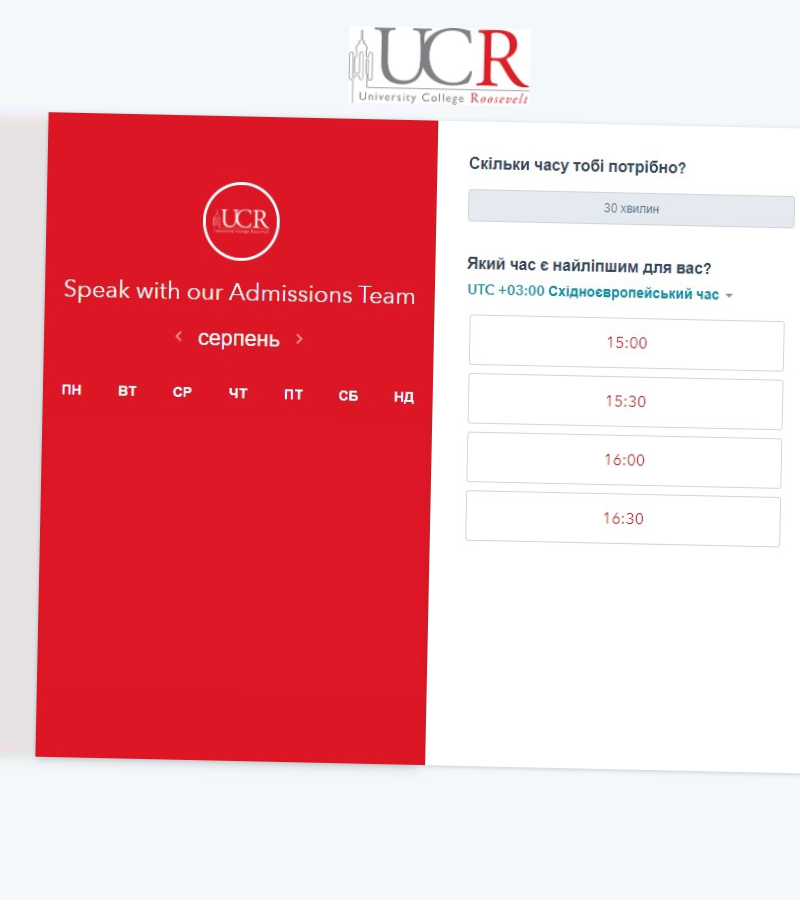 UCR
University College Roosevelt
UCR
University College Roosevelt
Speak with our Admissions Team
серпень
ПН ВТ СР ЧТ ПТ СБ НД
Скільки часу тобі потрібно?
30 хвилин
Який час є найліпшим для вас?
UTC +03:00 Східноєвропейський час
15:00
15:30
16:00
16:30